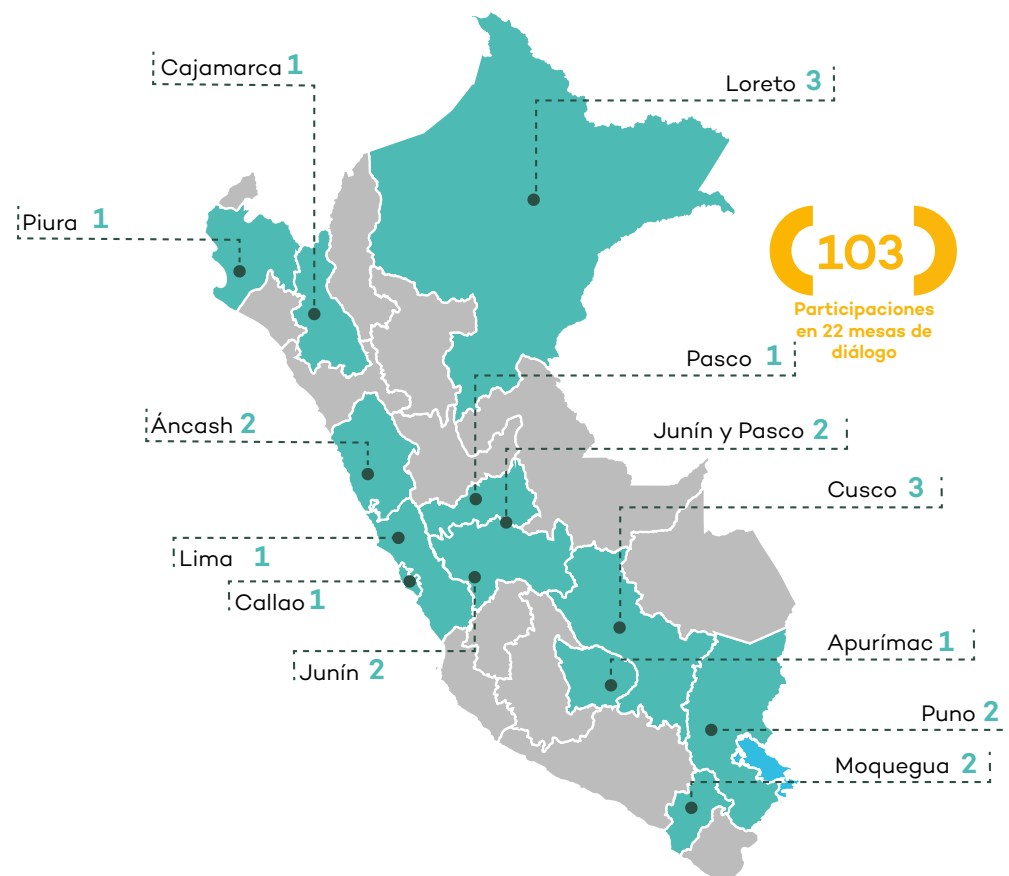 Cajamarca 1
Loreto 3
Piura 1
103
Participaciones
en 22 mesas de
diálogo
Pasco 1
Áncash 2
Junín y Pasco 2
Cusco 3
Lima 1
Callao 1
Apurímac 1
Junín 2
Puno 2
Moquegua 2